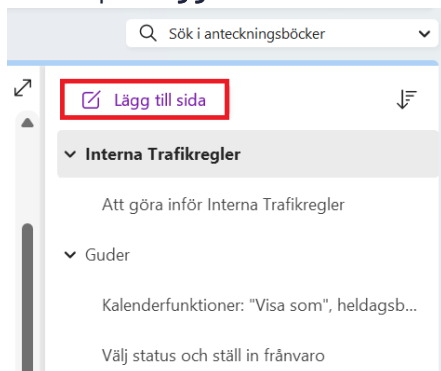 Sök i anteckningsböcker
Lägg till sida
Interna Trafikregler
Att göra inför Interna Trafikregler
Guder
Kalenderfunktioner: "Visa som", heldagsb...
Välj status och ställ in frånvaro